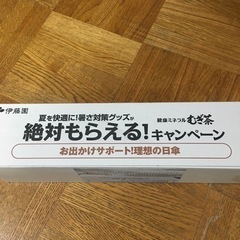 伊藤園
夏を快適に!暑さ対策グッズが
健康ミネラルむぎ茶
絶対もらえる!キャンペーン
お出かけサポート!理想の日傘